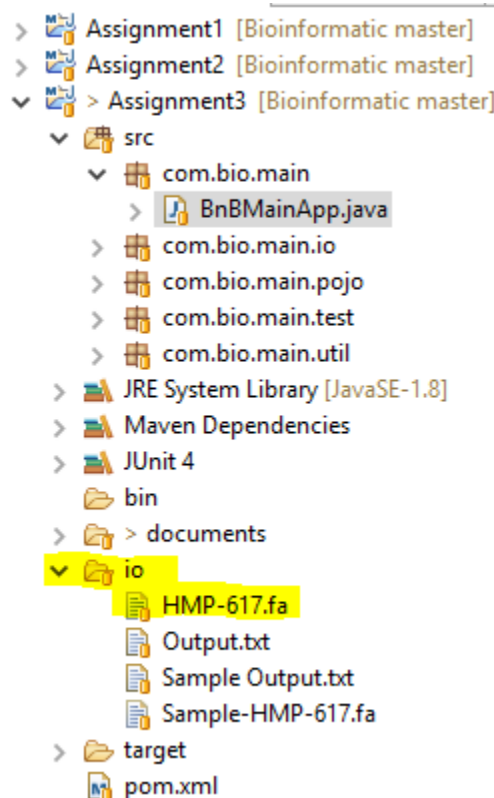 Assignment1 [Bioinformatic master]
Assignment2 [Bioinformatic master]
> Assignment3 [Bioinformatic master]
src
com.bio.main
BnBMainApp.java
com.bio.main.io
com.bio.main.pojo
com.bio.main.test
com.bio.main.util
JRE System Library [JavaSE-1.8]
Maven Dependencies
JUnit 4
bin
> documents
io
HMP-617.fa
Output.txt
Sample Output.txt
Sample-HMP-617.fa
target
pom.xml